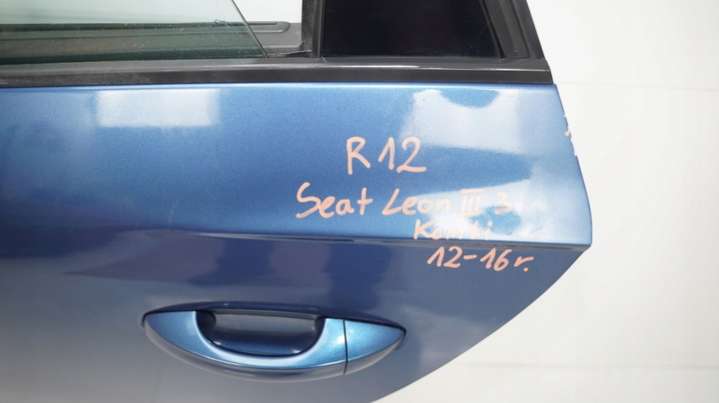 R12
Seat Leon III 3
Kombi
12-16r.